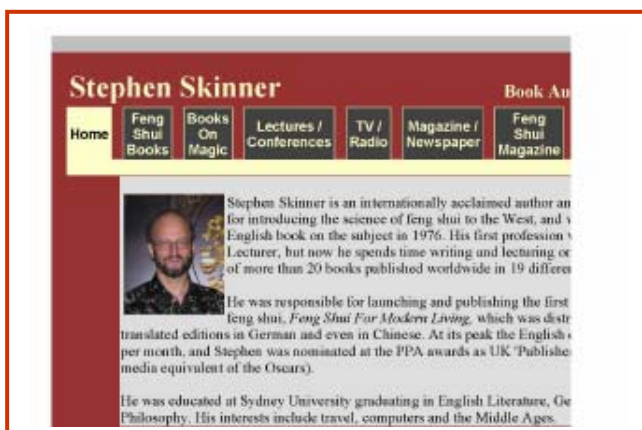 Stephen Skinner
Book Au
Home
Feng Shui Books
Books On Magic
Lectures / Conferences
TV / Radio
Magazine / Newspaper
Feng Shui Magazine
Stephen Skinner is an internationally acclaimed author an
for introducing the science of feng shui to the West, and
English book on the subject in 1976. His first profession
Lecturer, but now he spends time writing and lecturing or
of more than 20 books published worldwide in 19 differe
He was responsible for launching and publishing the first
feng shui, Feng Shui For Modern Living, which was distr
translated editions in German and even in Chinese. At its peak the English
per month, and Stephen was nominated at the PPA awards as UK 'Publishe
media equivalent of the Oscars).
He was educated at Sydney University graduating in English Literature, Ge
Philosophy. His interests include travel, computers and the Middle Ages.